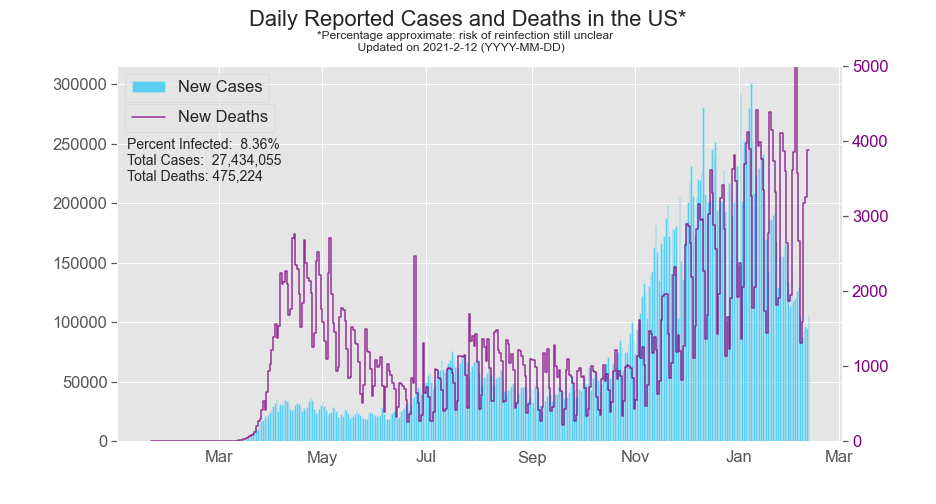 Daily Reported Cases and Deaths in the US*
*Percentage approximate: risk of reinfection still unclear
Updated on 2021-2-12 (YYYY-MM-DD)
New Cases
New Deaths
Percent Infected: 8.36%
Total Cases: 27,434,055
Total Deaths: 475,224
300000
250000
200000
150000
100000
50000
0
5000
4000
3000
2000
1000
0
Mar May Jul Sep Nov Jan Mar